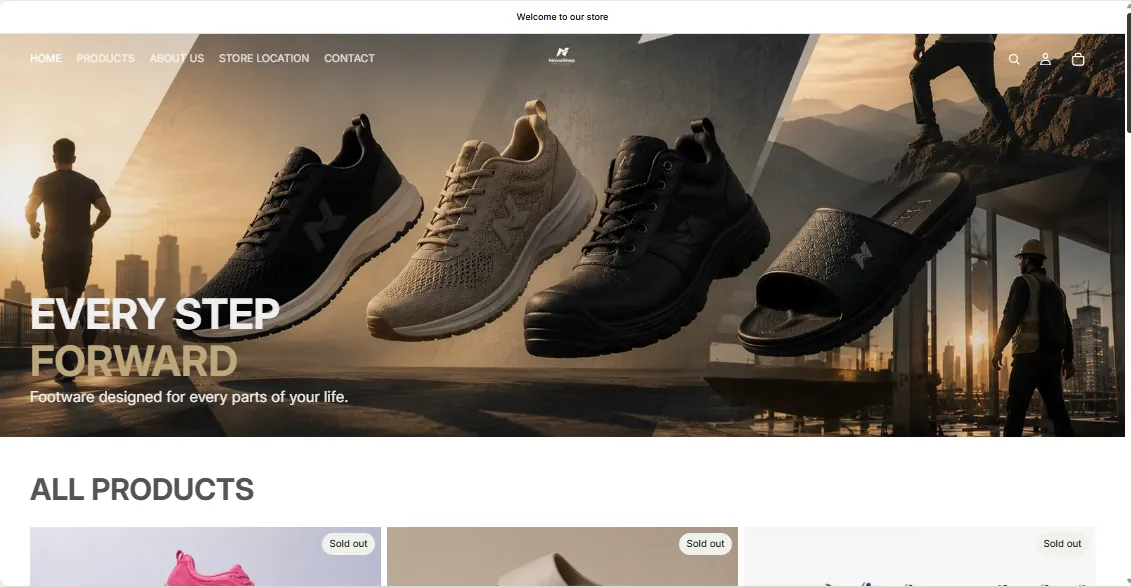 Welcome to our store
HOME PRODUCTS ABOUT US STORE LOCATION CONTACT
NovaStep
EVERY STEP
FORWARD
Footware designed for every parts of your life.
ALL PRODUCTS
Sold out Sold out Sold out